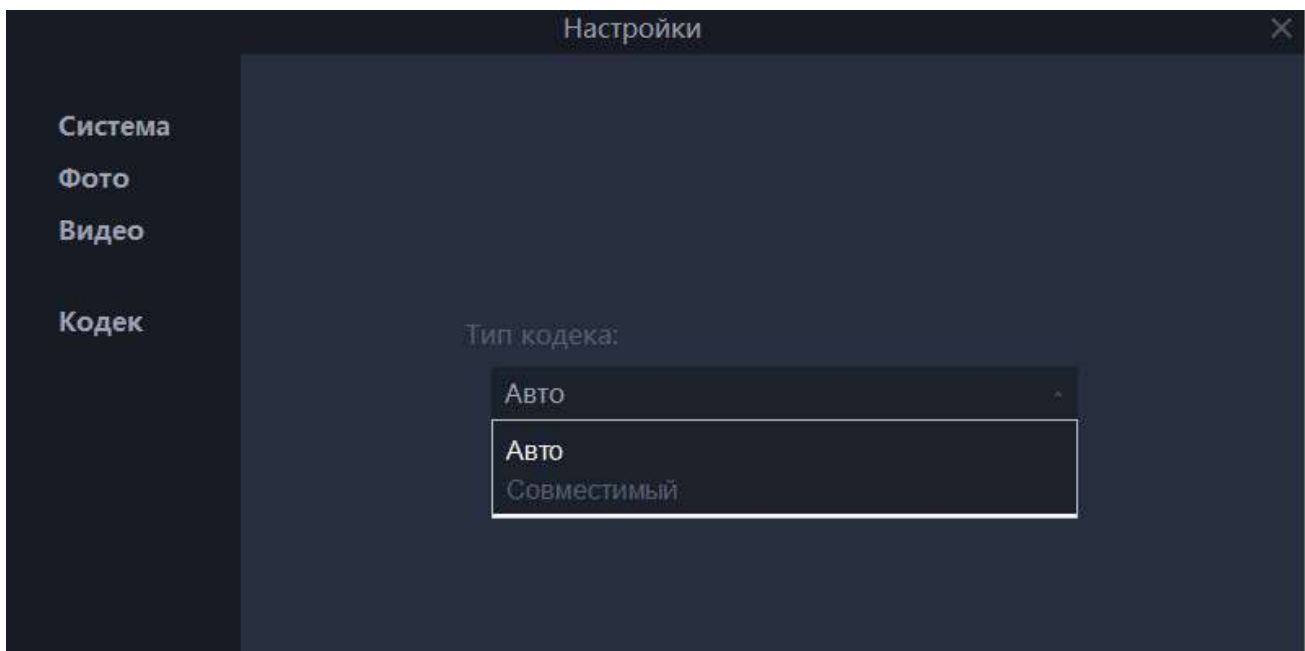 Настройки
Система
Фото
Видео
Кодек
Тип кодека:
Авто
Авто
Совместимый